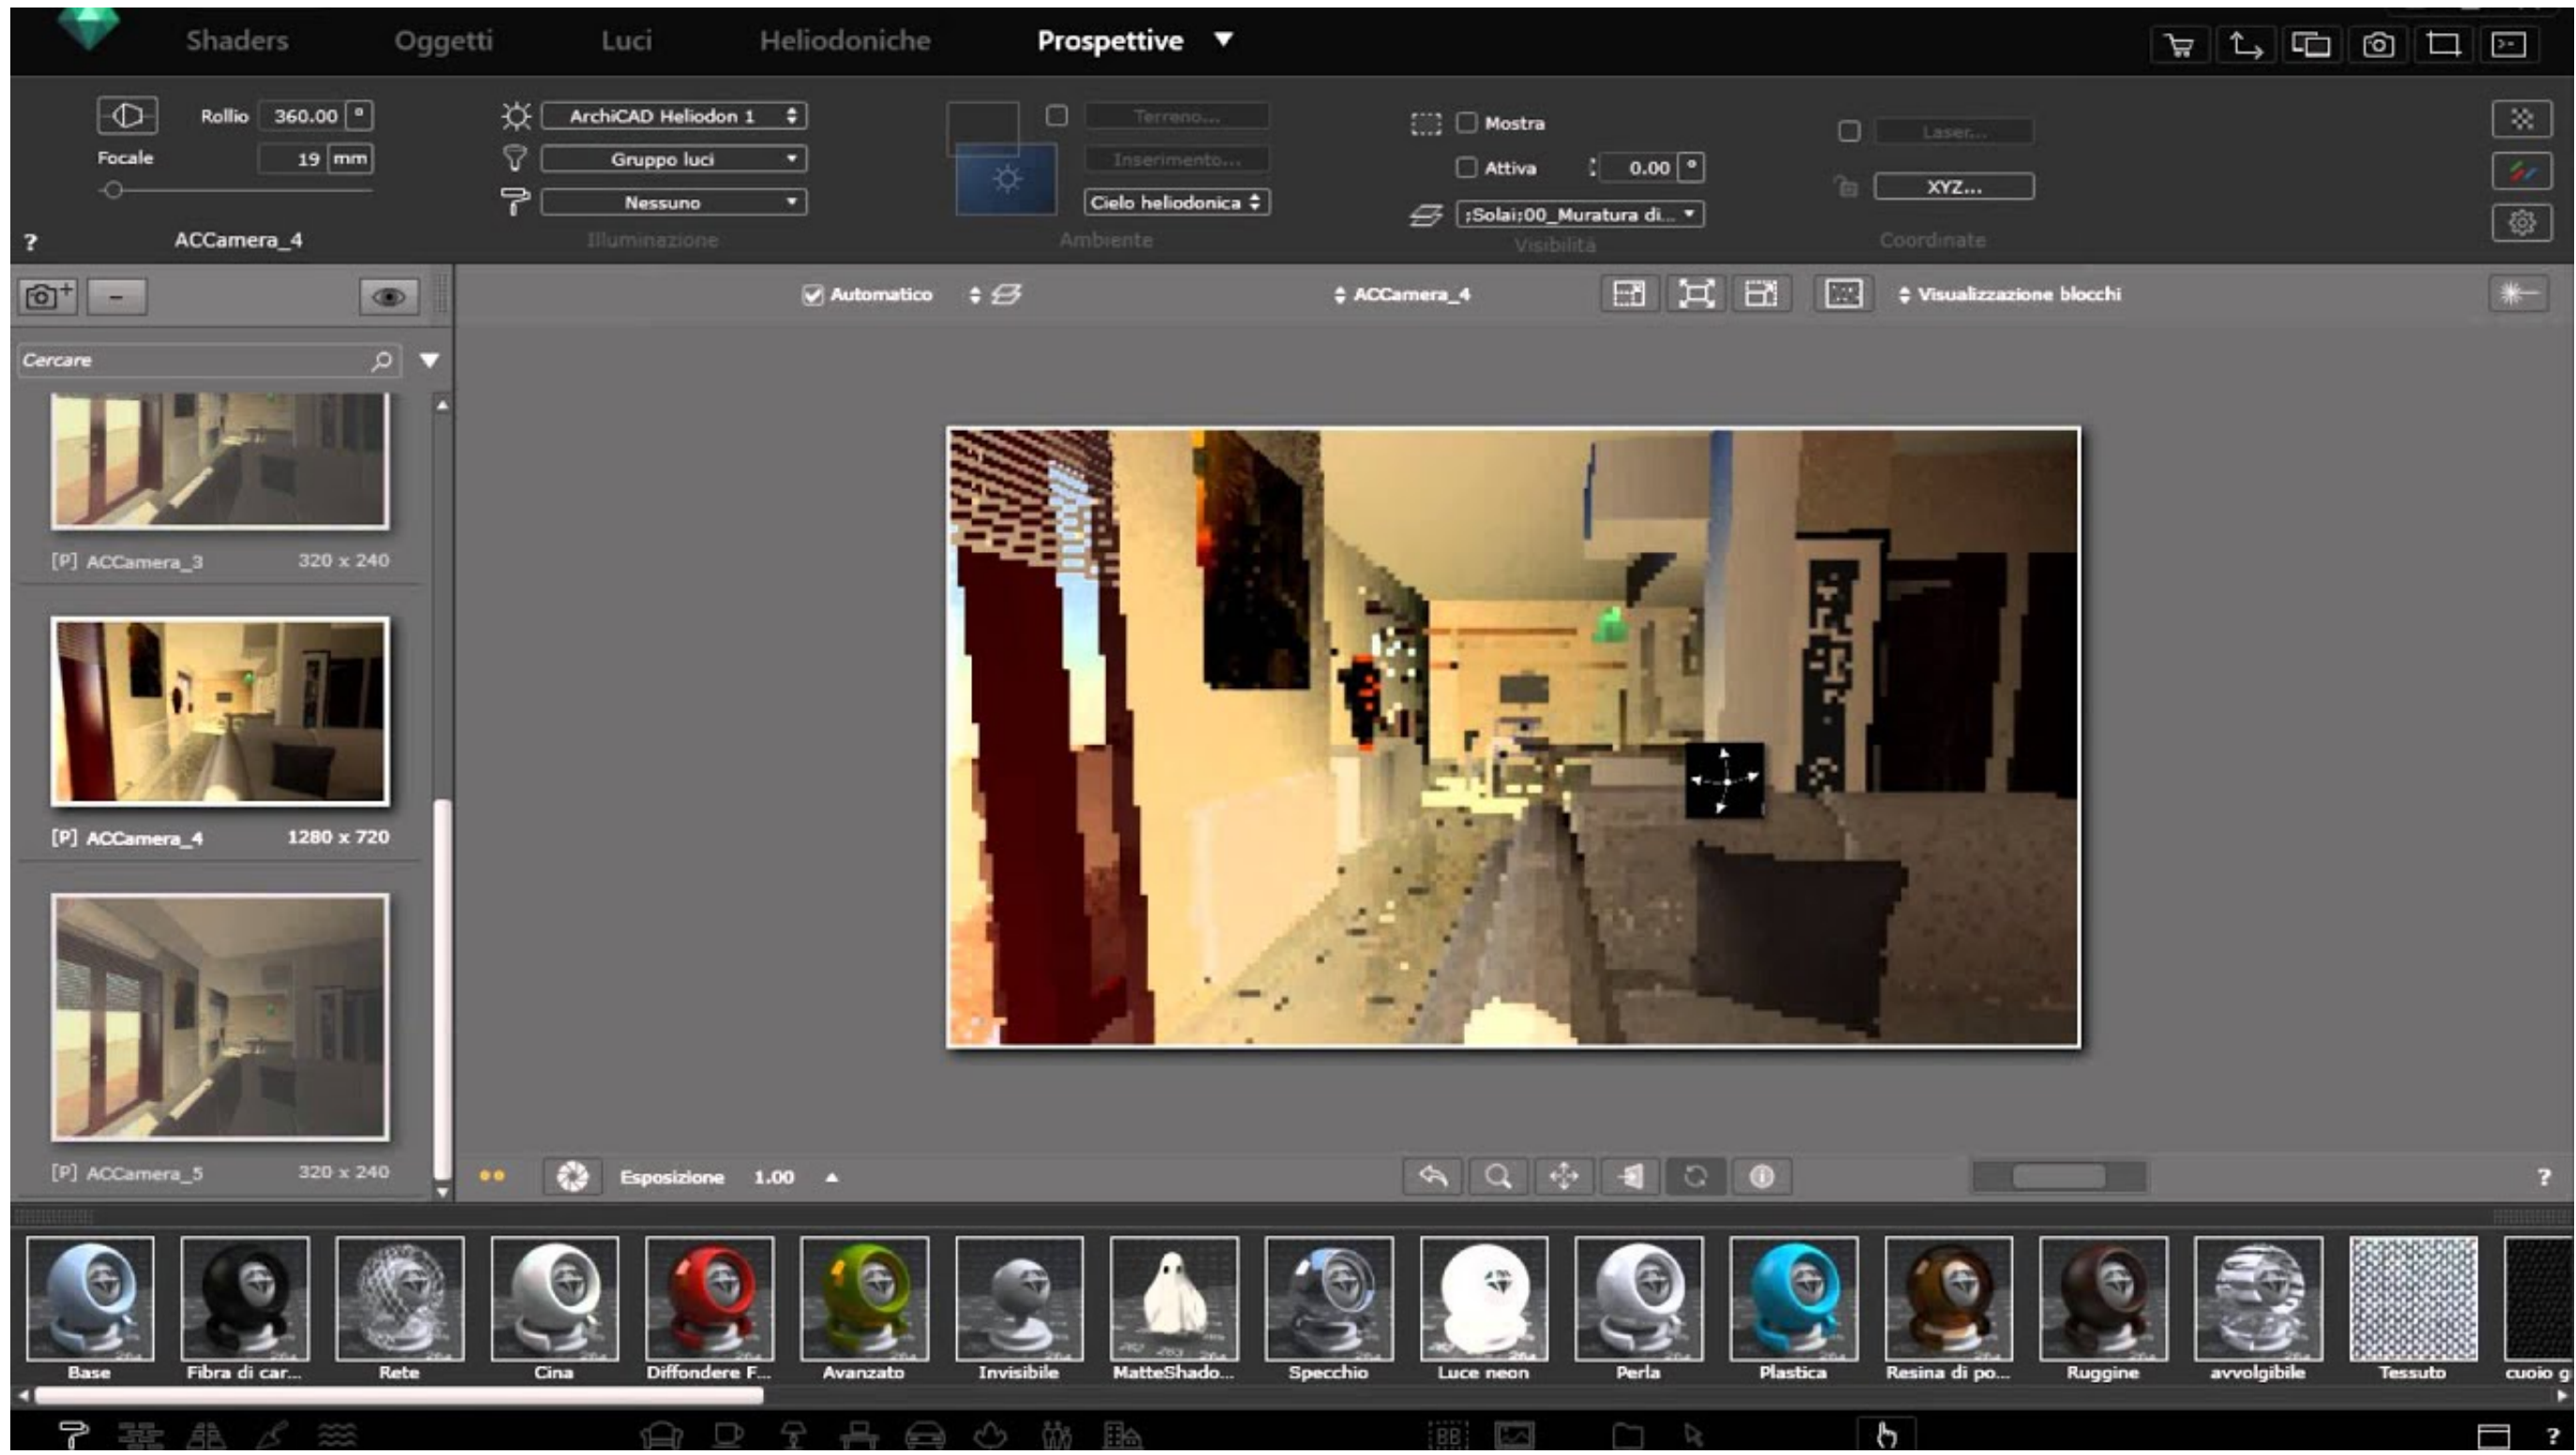 Shaders Oggetti Luci Heliodoniche Prospettive
Rollio 360.00 °
Focale 19 mm
ACCamera_4
?
ArchiCAD Heliodon 1
Gruppo luci
Nessuno
Illuminazione
Terreno...
Inserimento...
Cielo heliodonica
Ambiente
Mostra
Attiva 0.00 °
;Solai;00_Muratura di...
Visibilità
Laser...
XYZ...
Coordinate
Automatico ACCamera_4 Visualizzazione blocchi
Cercare
[P] ACCamera_3 320 x 240
[P] ACCamera_4 1280 x 720
[P] ACCamera_5 320 x 240
Esposizione 1.00 ?
Base Fibra di car... Rete Cina Diffondere F... Avanzato Invisibile MatteShado... Specchio Luce neon Perla Plastica Resina di po... Ruggine avvolgibile Tessuto cuoio g
BB ?